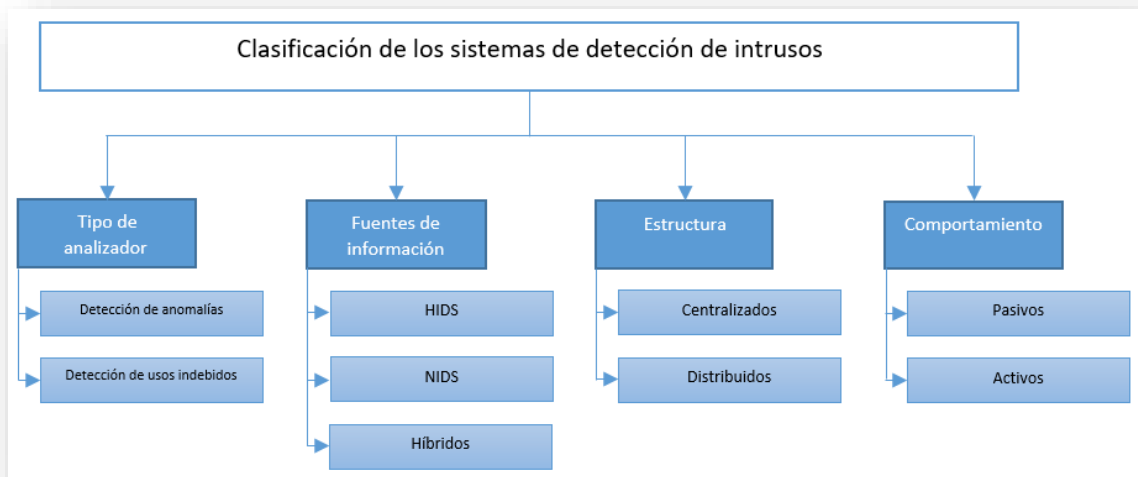 Clasificación de los sistemas de detección de intrusos
Tipo de
analizador
Detección de anomalías
Detección de usos indebidos
Fuentes de
información
HIDS
NIDS
Híbridos
Estructura
Centralizados
Distribuidos
Comportamiento
Pasivos
Activos